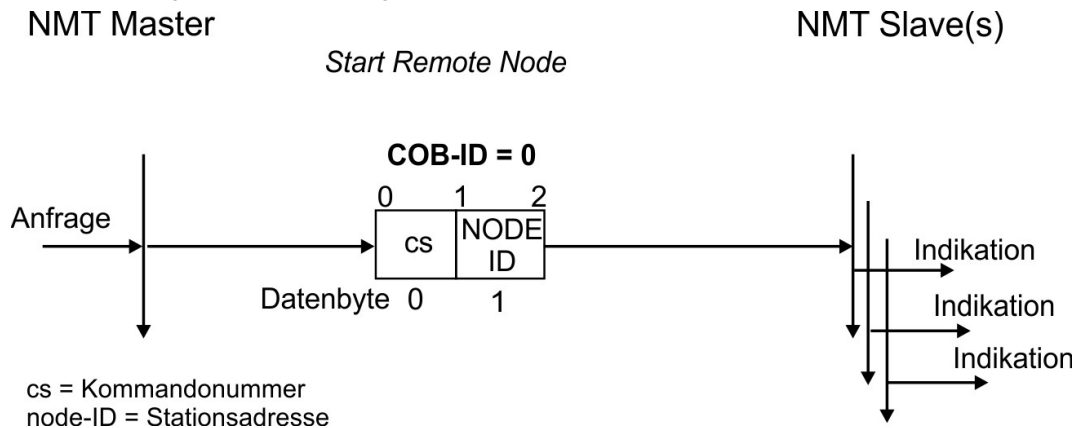 NMT Master
NMT Slave(s)
Start Remote Node
COB-ID = 0
0 1 2
Anfrage
cs
NODE
ID
Datenbyte 0 1
Indikation
Indikation
Indikation
cs = Kommandonummer
node-ID = Stationsadresse